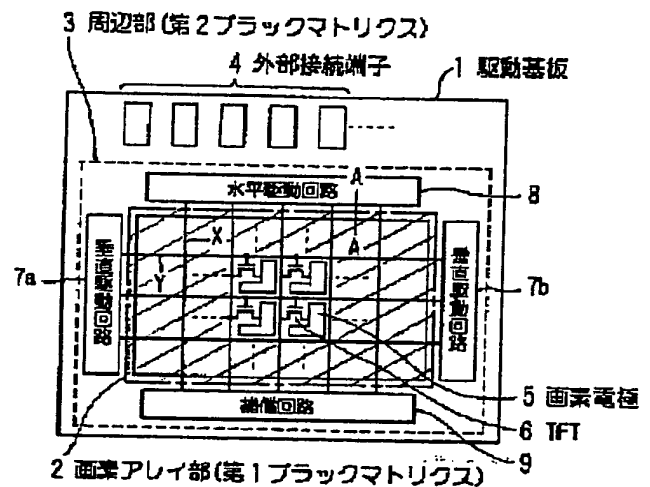 3 周辺部(第2ブラックマトリクス)
4 外部接続端子
1 駆動基板
水平駆動回路
A
8
X
A
垂直駆動回路
7a
Y
垂直駆動回路
7b
5 画素電極
補償回路
6 TFT
9
2 画素アレイ部(第1ブラックマトリクス)